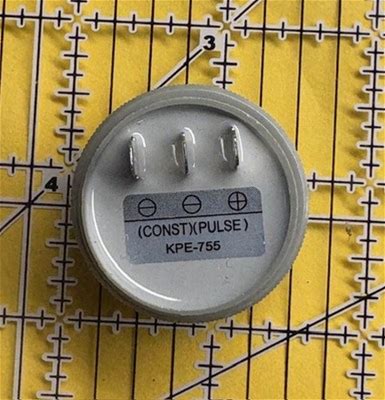 3
4
⊖ ⊖ ⊕
(CONST)(PULSE)
KPE-755